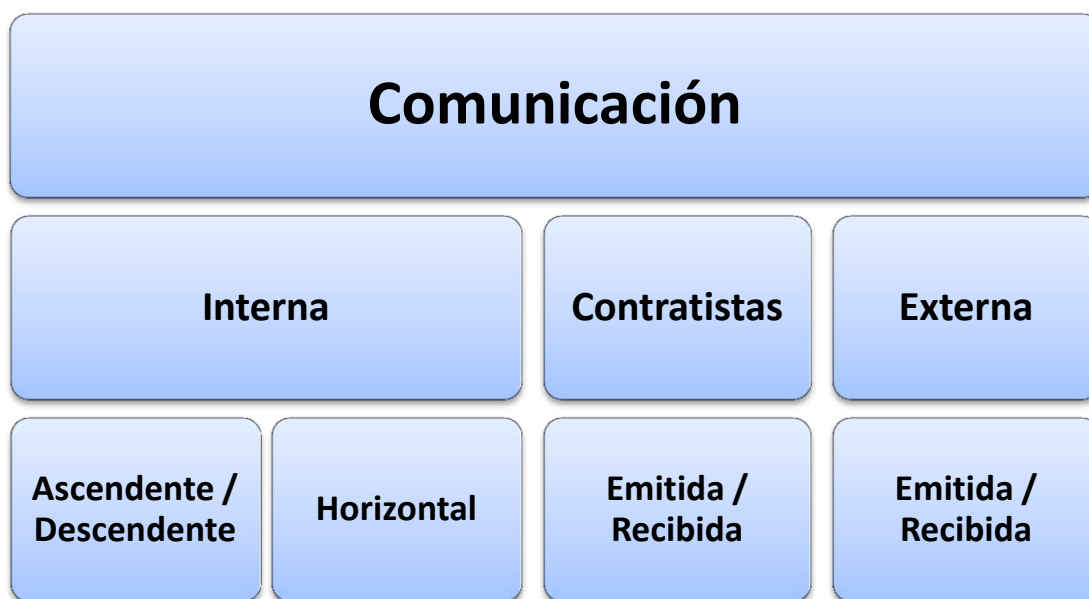 Comunicación
Interna
Contratistas
Externa
Ascendente /
Descendente
Horizontal
Emitida /
Recibida
Emitida /
Recibida